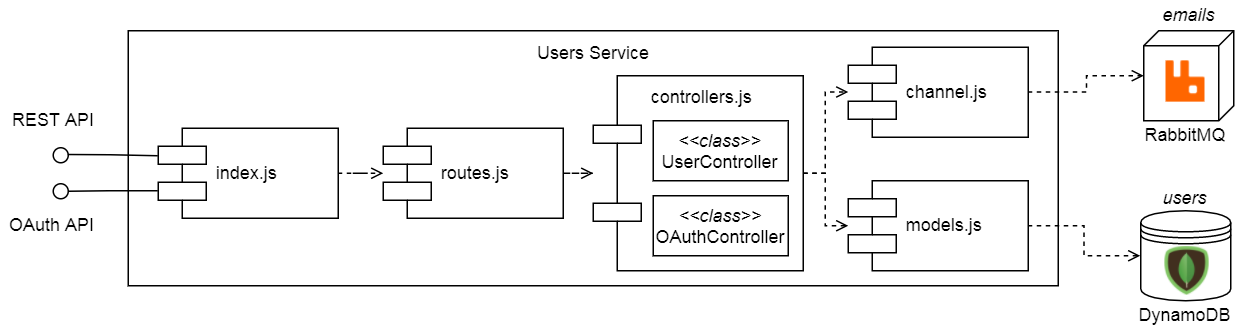 emails
Users Service
channel.js
controllers.js
REST API
RabbitMQ
<<class>>
UserController
index.js
routes.js
users
<<class>>
OAuthController
OAuth API
models.js
DynamoDB